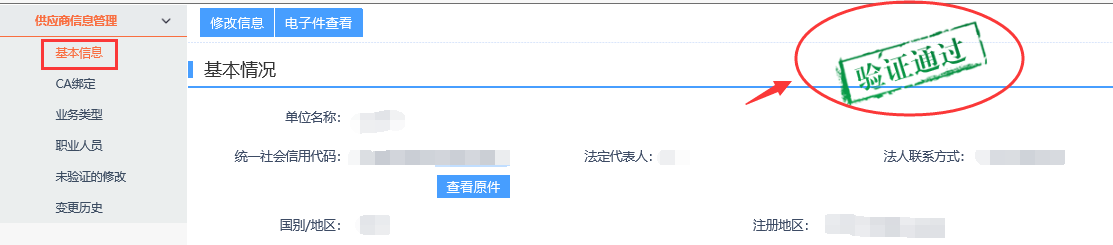 供应商信息管理
修改信息 电子件查看
基本信息
验证通过
基本情况
CA绑定
业务类型
单位名称：
职业人员
统一社会信用代码： 法定代表人： 法人联系方式：
未验证的修改
查看原件
变更历史
国别/地区： 注册地区：